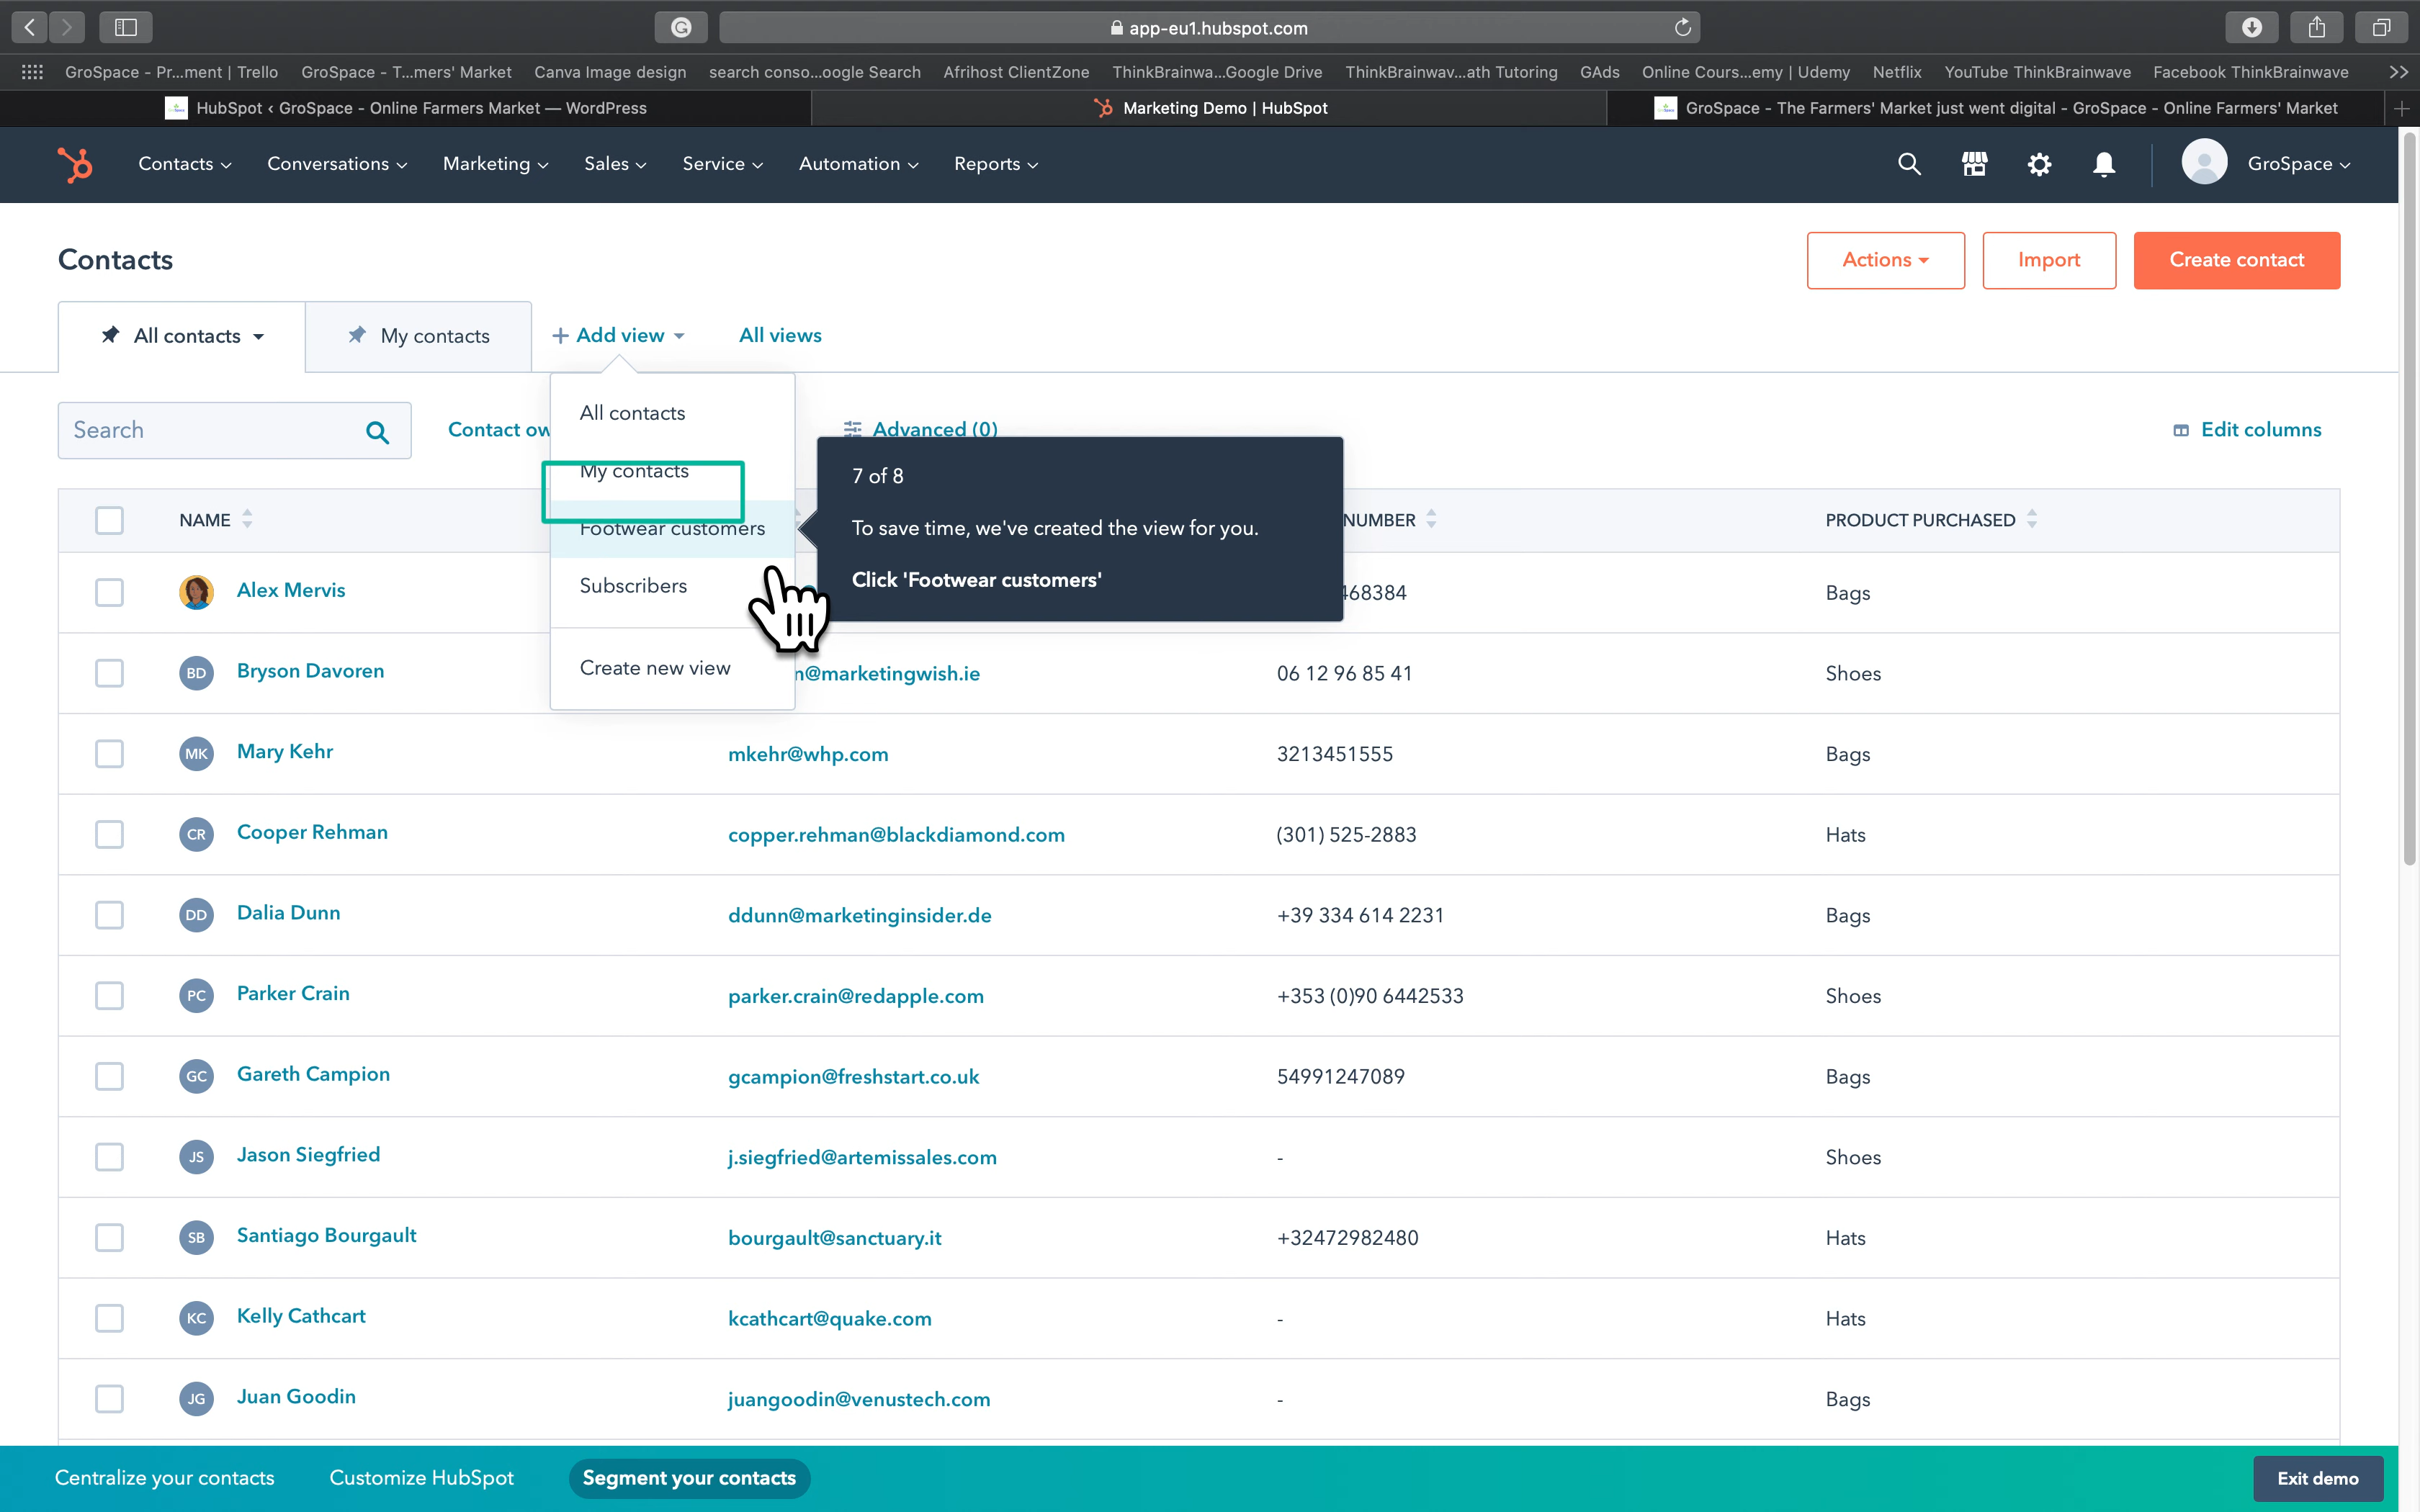 app-eu1.hubspot.com
GroSpace - Pr...ment | Trello GroSpace - T...mers' Market Canva Image design search conso...oogle Search Afrihost ClientZone ThinkBrainwa...Google Drive ThinkBrainwav...ath Tutoring GAds Online Cours...emy | Udemy Netflix YouTube ThinkBrainwave Facebook ThinkBrainwave
HubSpot ‹ GroSpace - Online Farmers Market — WordPress Marketing Demo | HubSpot GroSpace - The Farmers' Market just went digital - GroSpace - Online Farmers' Market
Contacts Conversations Marketing Sales Service Automation Reports GroSpace
Contacts Actions Import Create contact
All contacts My contacts + Add view All views
Search Contact ow Advanced (0) Edit columns
All contacts
My contacts
Footwear customers
Subscribers
Create new view
7 of 8
To save time, we've created the view for you.
Click 'Footwear customers'
NAME NUMBER PRODUCT PURCHASED
Alex Mervis 468384 Bags
BD Bryson Davoren n@marketingwish.ie 06 12 96 85 41 Shoes
MK Mary Kehr mkehr@whp.com 3213451555 Bags
CR Cooper Rehman copper.rehman@blackdiamond.com (301) 525-2883 Hats
DD Dalia Dunn ddunn@marketinginsider.de +39 334 614 2231 Bags
PC Parker Crain parker.crain@redapple.com +353 (0)90 6442533 Shoes
GC Gareth Campion gcampion@freshstart.co.uk 54991247089 Bags
JS Jason Siegfried j.siegfried@artemissales.com - Shoes
SB Santiago Bourgault bourgault@sanctuary.it +32472982480 Hats
KC Kelly Cathcart kcathcart@quake.com - Hats
JG Juan Goodin juangoodin@venustech.com - Bags
Centralize your contacts Customize HubSpot Segment your contacts Exit demo